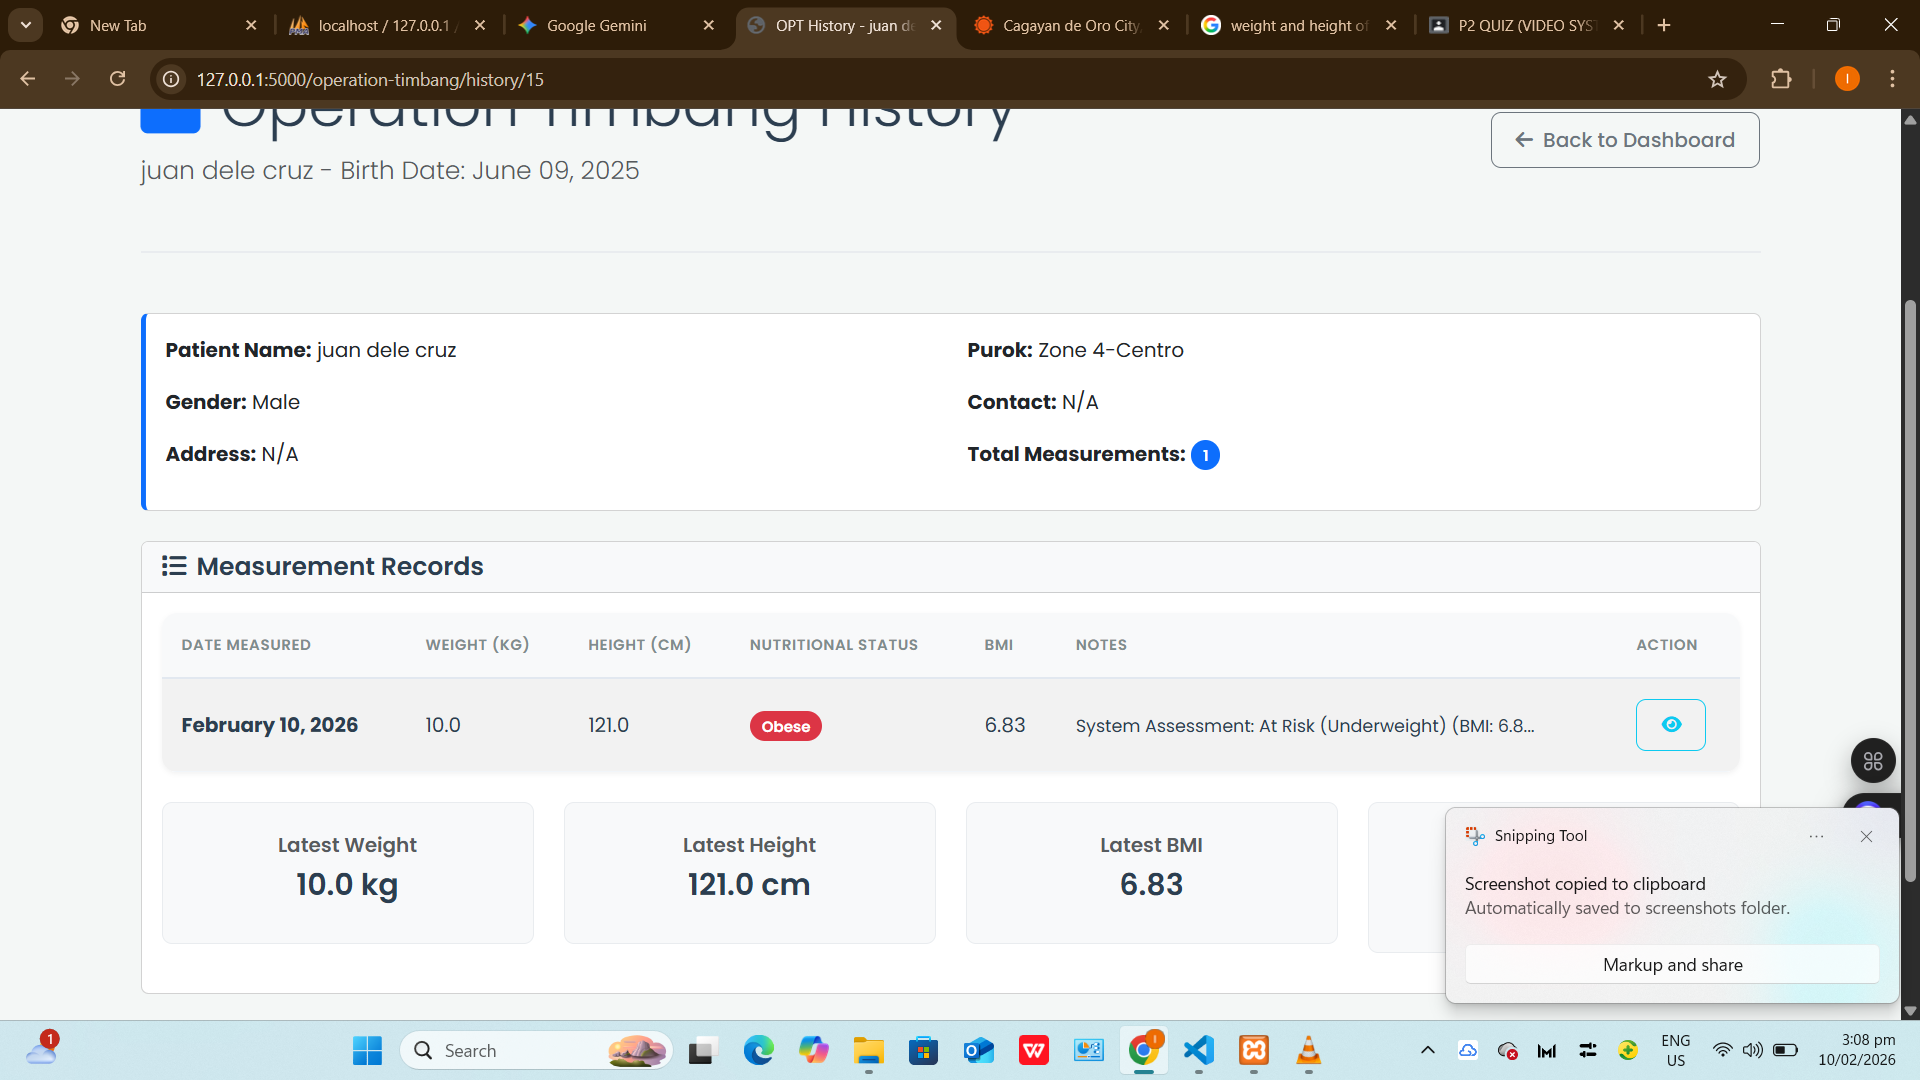 New Tab
localhost / 127.0.0.1 /
Google Gemini
OPT History - juan de
Cagayan de Oro City,
weight and height of
P2 QUIZ (VIDEO SYST
127.0.0.1:5000/operation-timbang/history/15
I
Operation Timbang History
juan dele cruz - Birth Date: June 09, 2025
← Back to Dashboard
Patient Name: juan dele cruz
Purok: Zone 4-Centro
Gender: Male
Contact: N/A
Address: N/A
Total Measurements: 1
Measurement Records
DATE MEASURED WEIGHT (KG) HEIGHT (CM) NUTRITIONAL STATUS BMI NOTES ACTION
February 10, 2026 10.0 121.0 Obese 6.83 System Assessment: At Risk (Underweight) (BMI: 6.8...
Latest Weight
10.0 kg
Latest Height
121.0 cm
Latest BMI
6.83
Snipping Tool
Screenshot copied to clipboard
Automatically saved to screenshots folder.
Markup and share
1
Search
ENG
US
3:08 pm
10/02/2026